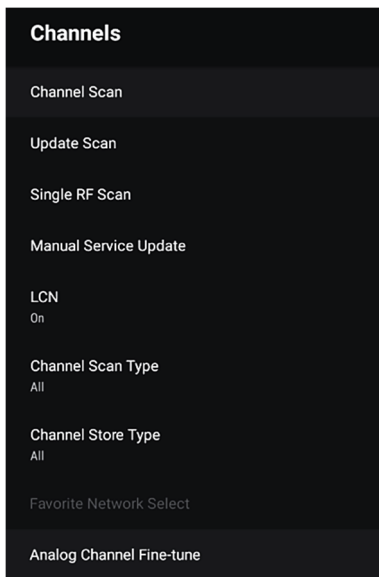 Channels
Channel Scan
Update Scan
Single RF Scan
Manual Service Update
LCN
On
Channel Scan Type
All
Channel Store Type
All
Favorite Network Select
Analog Channel Fine-tune